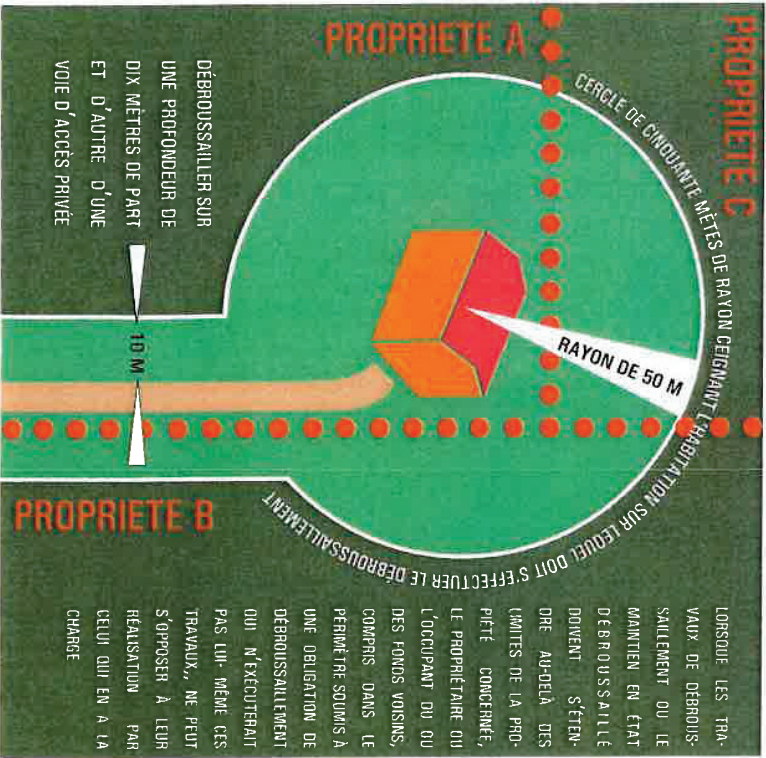 PROPRIETE A
PROPRIETE C
CERCLE DE CINQUANTE MÈTES DE RAYON CEIGNANT L'HABITATION SUR LEQUEL DOIT S'EFFECTUER LE DÉBROUSSAILLEMENT
RAYON DE 50 M
DÉBROUSSAILLER SUR
UNE PROFONDEUR DE
DIX MÈTRES DE PART
ET D'AUTRE D'UNE
VOIE D'ACCÈS PRIVÉE
10 M
PROPRIETE B
LORSQUE LES TRA-
VAUX DE DÉBROUS-
SAILLEMENT OU LE
MAINTIEN EN ÉTAT
DÉBROUSSAILLÉ
DOIVENT S'ÉTEN-
DRE AU-DELÀ DES
LIMITES DE LA PRO-
PIÉTÉ CONCERNÉE,
LE PROPRIÉTAIRE OU
L'OCCUPANT DU OU
DES FONDS VOISINS,
COMPRIS DANS LE
PÉRIMÈTRE SOUMIS À
UNE OBLIGATION DE
DÉBROUSSAILLEMENT
QUI N'EXÉCUTERAIT
PAS LUI- MÊME CES
TRAVAUX,, NE PEUT
S'OPPOSER À LEUR
RÉALISATION PAR
CELUI QUI EN A LA
CHARGE